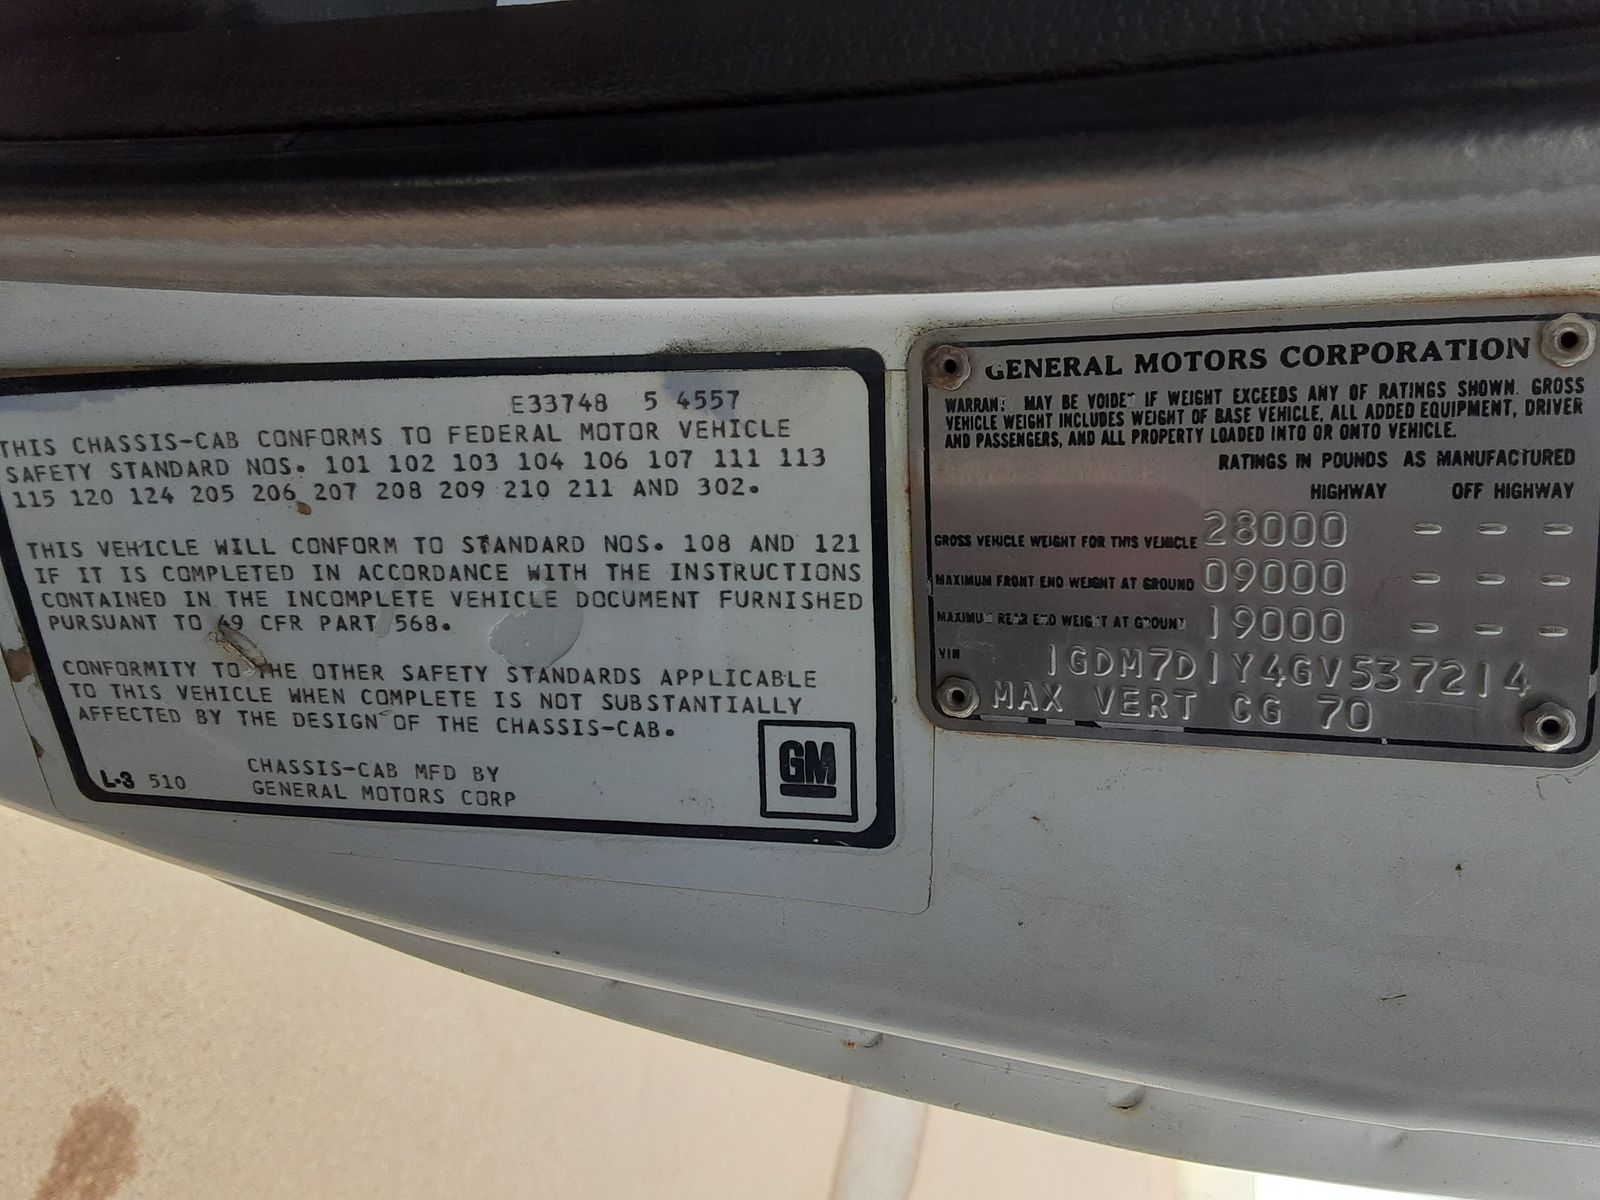 E33748 5 4557
THIS CHASSIS-CAB CONFORMS TO FEDERAL MOTOR VEHICLE
SAFETY STANDARD NOS. 101 102 103 104 106 107 111 113
115 120 124 205 206 207 208 209 210 211 AND 302.
THIS VEHICLE WILL CONFORM TO STANDARD NOS. 108 AND 121
IF IT IS COMPLETED IN ACCORDANCE WITH THE INSTRUCTIONS
CONTAINED IN THE INCOMPLETE VEHICLE DOCUMENT FURNISHED
PURSUANT TO 49 CFR PART 568.
CONFORMITY TO THE OTHER SAFETY STANDARDS APPLICABLE
TO THIS VEHICLE WHEN COMPLETE IS NOT SUBSTANTIALLY
AFFECTED BY THE DESIGN OF THE CHASSIS-CAB.
L-3 510
CHASSIS-CAB MFD BY
GENERAL MOTORS CORP
GM
GENERAL MOTORS CORPORATION
WARRANT MAY BE VOIDET IF WEIGHT EXCEEDS ANY OF RATINGS SHOWN. GROSS
VEHICLE WEIGHT INCLUDES WEIGHT OF BASE VEHICLE, ALL ADDED EQUIPMENT, DRIVER
AND PASSENGERS, AND ALL PROPERTY LOADED INTO OR ONTO VEHICLE.
RATINGS IN POUNDS AS MANUFACTURED
HIGHWAY OFF HIGHWAY
GROSS VEHICLE WEIGHT FOR THIS VEHICLE 28000 - - -
MAXIMUM FRONT END WEIGHT AT GROUND 09000 - - -
MAXIMUM REAR END WEIGHT AT GROUND 19000 - - -
VIN 1GDM7D1Y4GV537214
MAX VERT CG 70